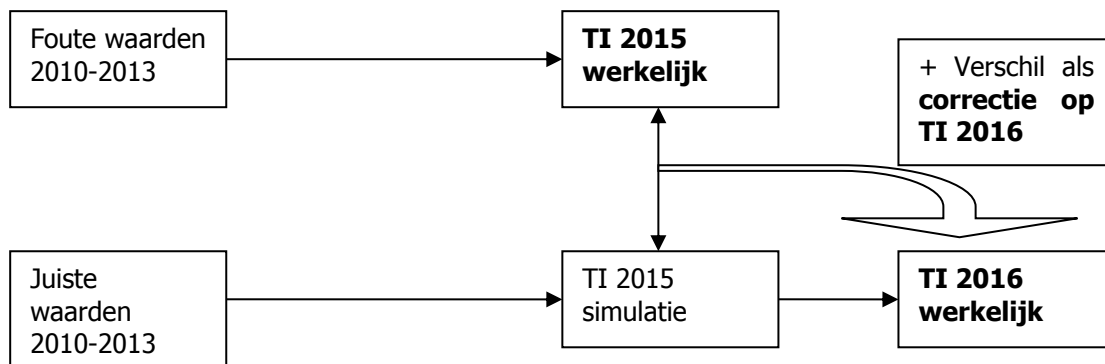 Foute waarden
2010-2013
TI 2015
werkelijk
+ Verschil als
correctie op
TI 2016
Juiste
waarden
2010-2013
TI 2015
simulatie
TI 2016
werkelijk